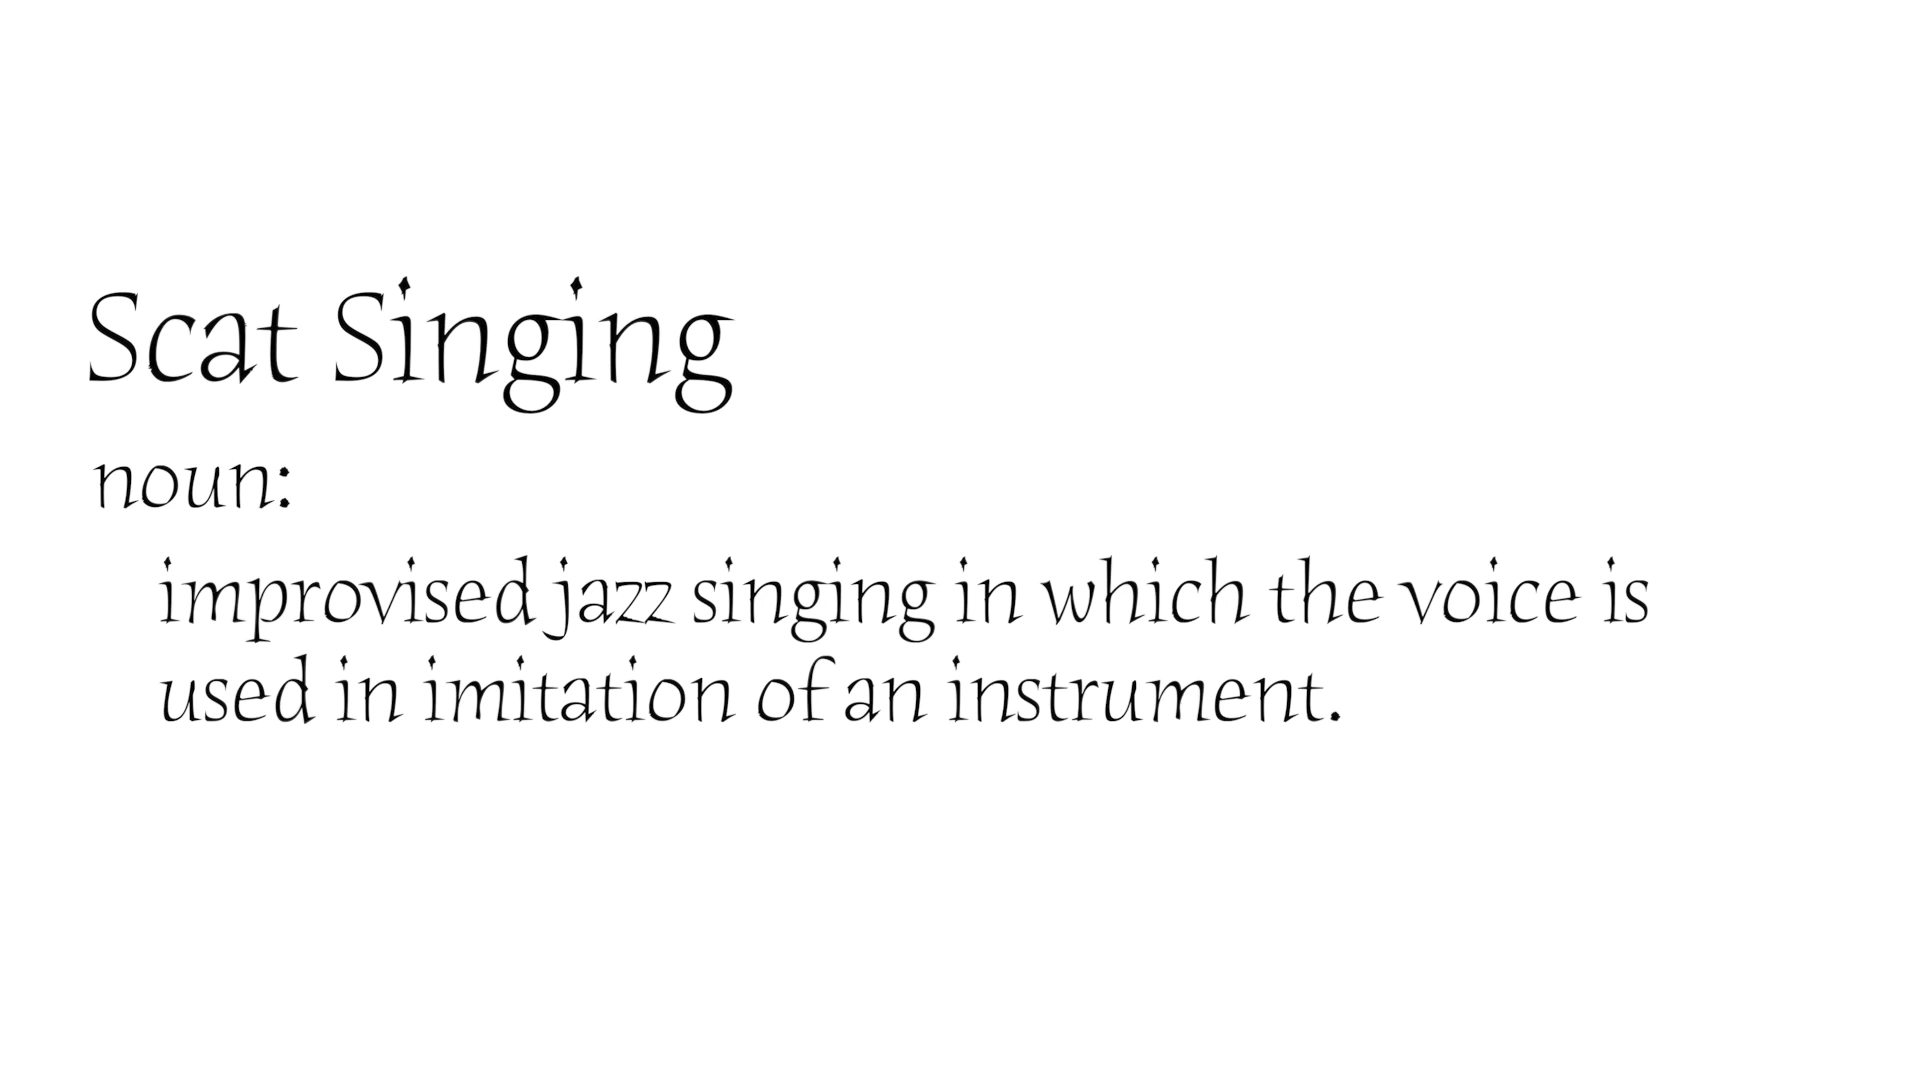 Scat Singing
noun:
improvised jazz singing in which the voice is
used in imitation of an instrument.